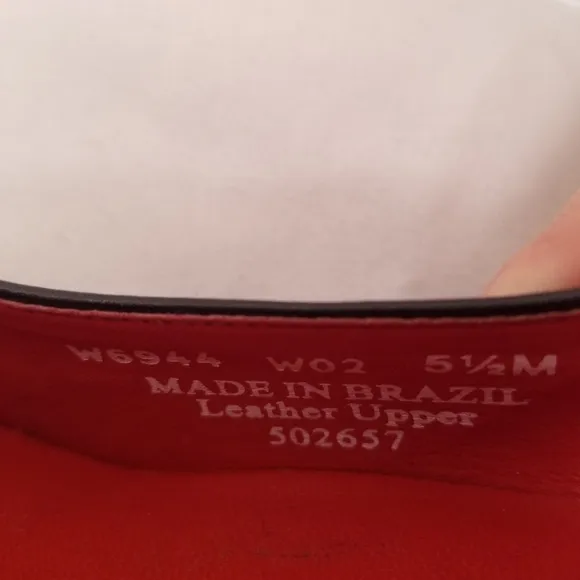 W6944 W02 5½M
MADE IN BRAZIL
Leather Upper
502657